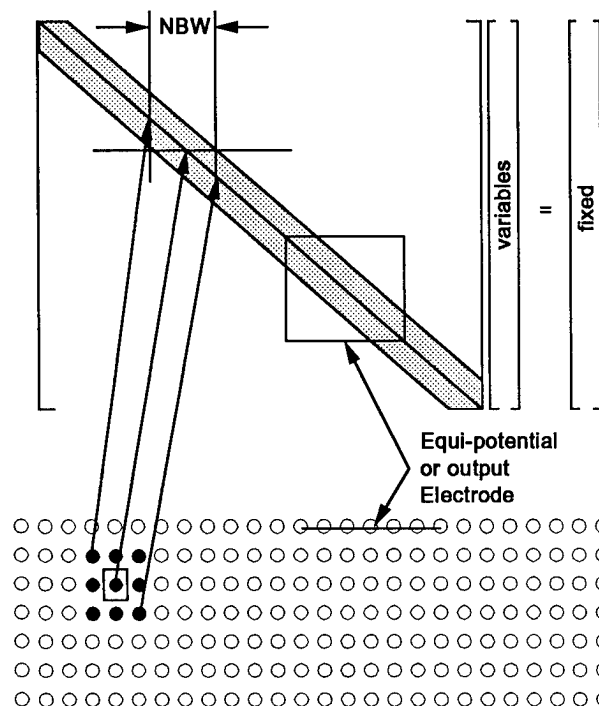 NBW
variables
=
fixed
Equi-potential
or output
Electrode